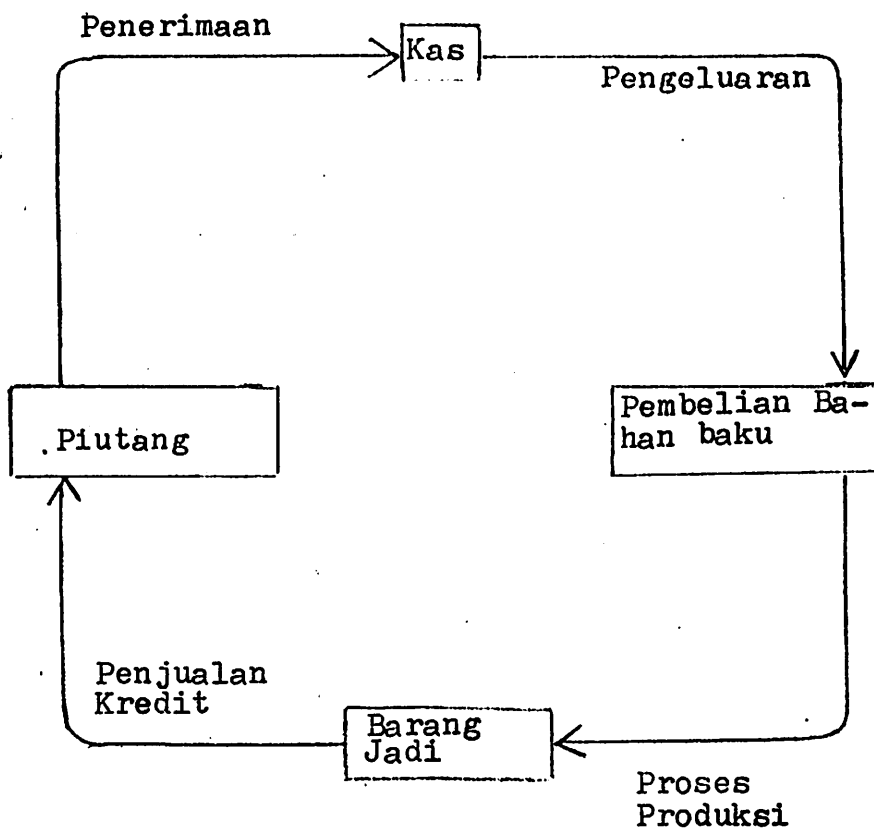 Penerimaan
Kas
Pengeluaran
Piutang
Pembelian Ba-
han baku
Penjualan
Kredit
Barang
Jadi
Proses
Produksi